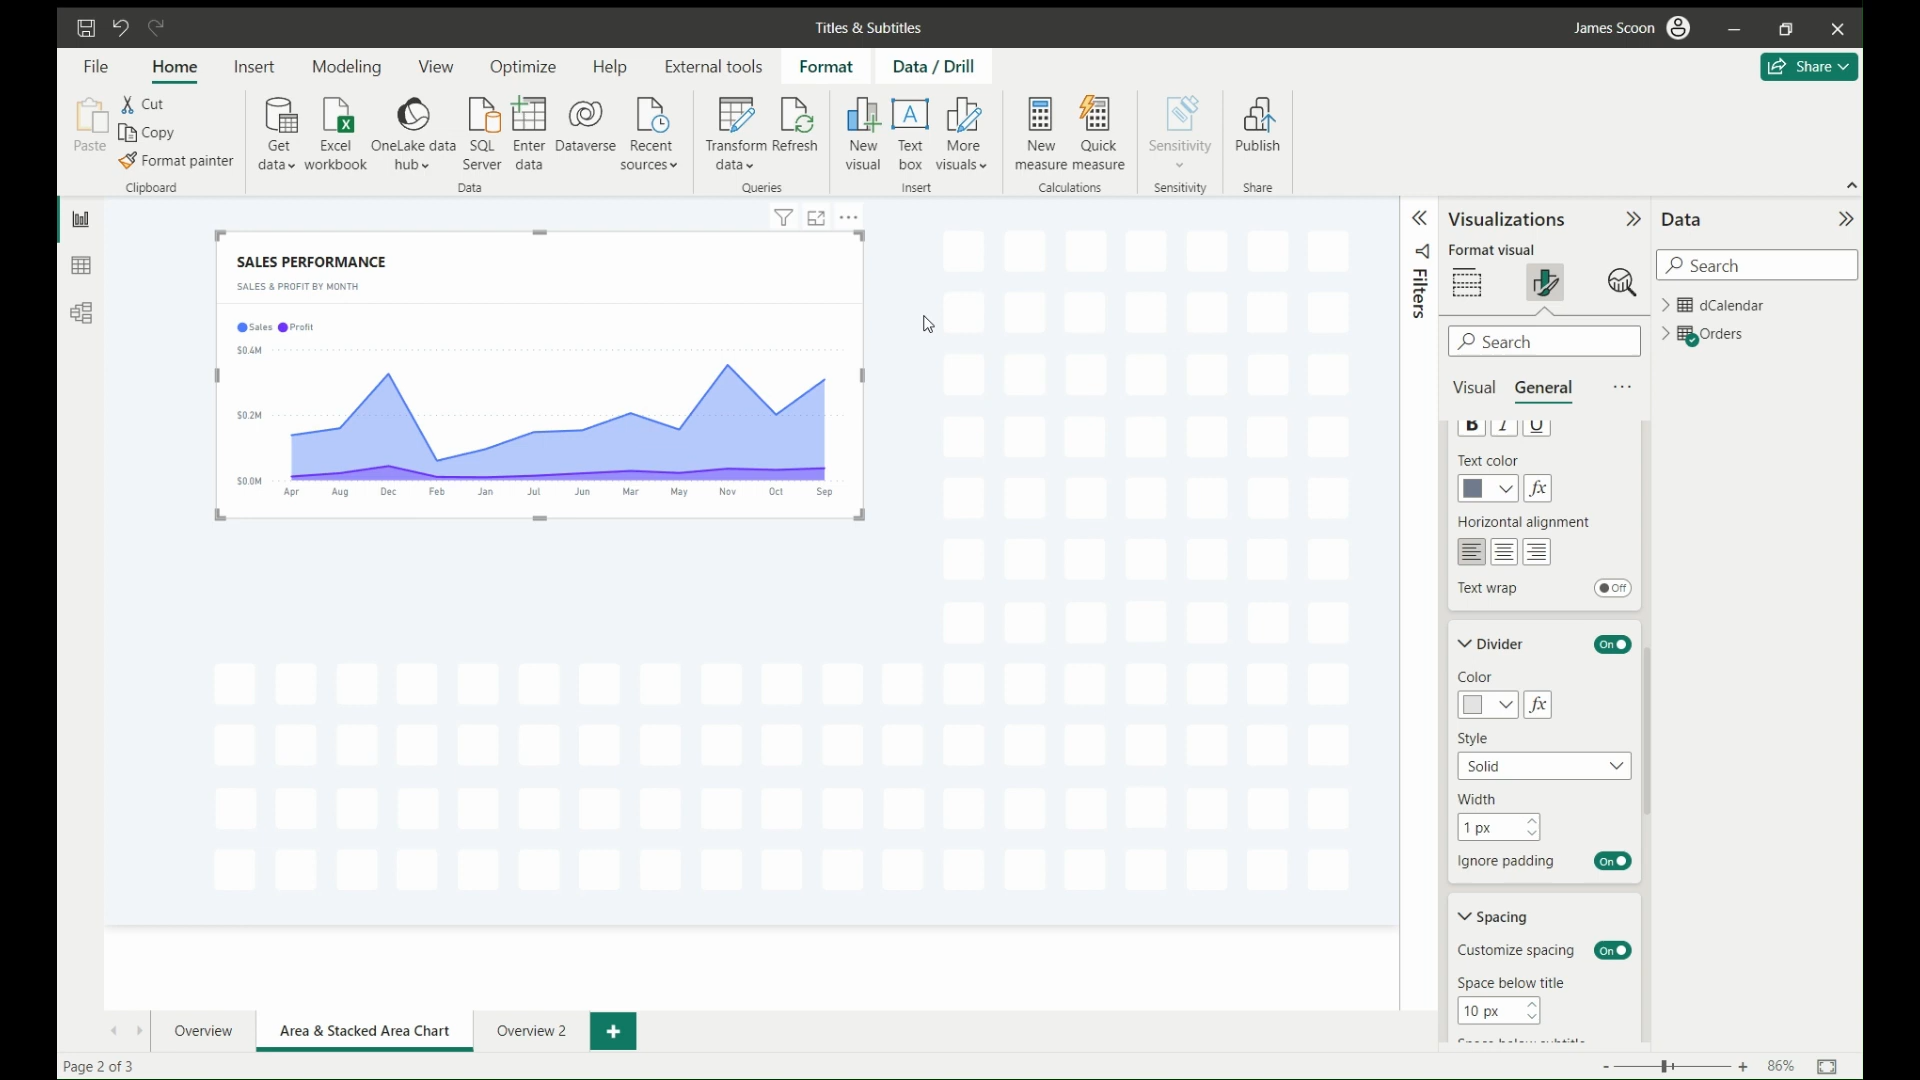 Titles & Subtitles
James Scoon
File Home Insert Modeling View Optimize Help External tools Format Data / Drill
Share
Paste
Cut
Copy
Format painter
Clipboard
Get data
Excel workbook
OneLake data hub
SQL Server
Enter data
Dataverse
Recent sources
Data
Transform data
Refresh
Queries
New visual
A
Text box
More visuals
Insert
New measure
Quick measure
Calculations
Sensitivity
Sensitivity
Publish
Share
SALES PERFORMANCE
SALES & PROFIT BY MONTH
Sales Profit
$0.4M
$0.2M
$0.0M
Apr Aug Dec Feb Jan Jul Jun Mar May Nov Oct Sep
Filters
Visualizations
Format visual
Search
Visual General
B I U
Text color
fx
Horizontal alignment
Text wrap Off
Divider On
Color
fx
Style
Solid
Width
1 px
Ignore padding On
Spacing
Customize spacing On
Space below title
10 px
Data
Search
dCalendar
Orders
Overview Area & Stacked Area Chart Overview 2 +
Page 2 of 3
- + 86%